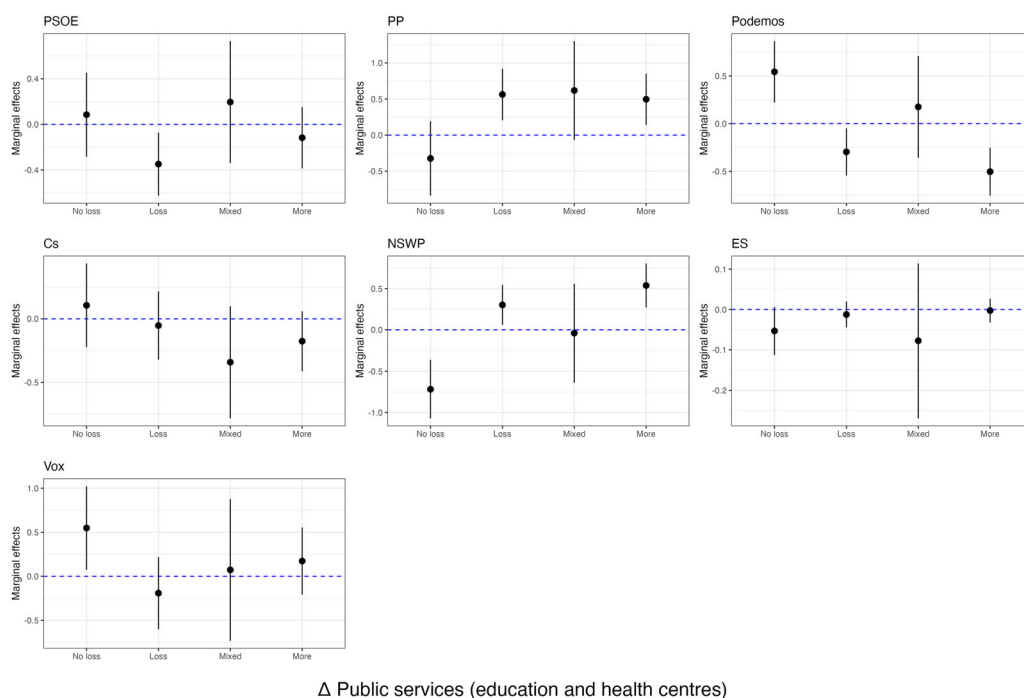 PSOE
Marginal effects
0.4
0.0
-0.4
No loss Loss Mixed More
PP
Marginal effects
1.0
0.5
0.0
-0.5
No loss Loss Mixed More
Podemos
Marginal effects
0.5
0.0
-0.5
No loss Loss Mixed More
Cs
Marginal effects
0.0
-0.5
No loss Loss Mixed More
NSWP
Marginal effects
0.5
0.0
-0.5
-1.0
No loss Loss Mixed More
ES
Marginal effects
0.1
0.0
-0.1
-0.2
No loss Loss Mixed More
Vox
Marginal effects
1.0
0.5
0.0
-0.5
No loss Loss Mixed More
Δ Public services (education and health centres)